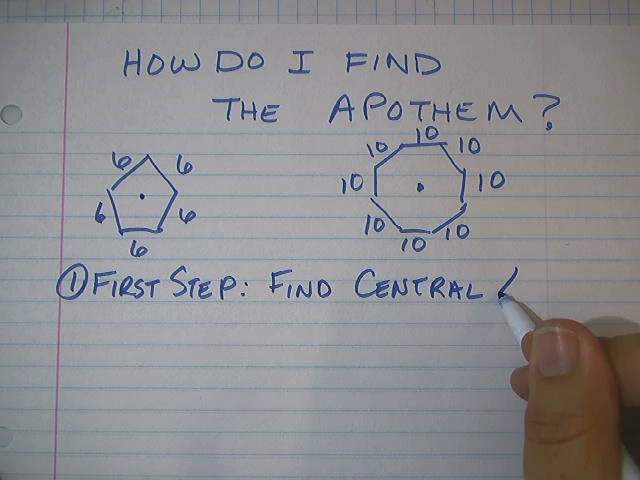 HOW DO I FIND
THE APOTHEM?
6 6
6 6
6
10
10 10
10 10
10 10
10
① FIRST STEP: FIND CENTRAL